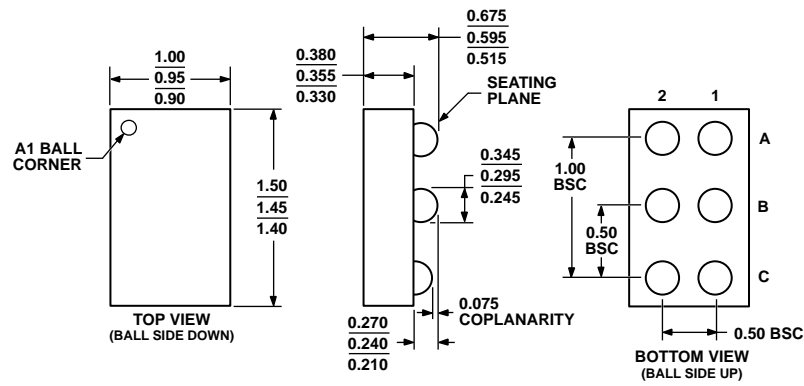 1.00
0.95
0.90
A1 BALL
CORNER
1.50
1.45
1.40
TOP VIEW
(BALL SIDE DOWN)
0.675
0.595
0.515
0.380
0.355
0.330
SEATING
PLANE
0.345
0.295
0.245
0.075
COPLANARITY
0.270
0.240
0.210
2 1
A
B
C
1.00
BSC
0.50
BSC
0.50 BSC
BOTTOM VIEW
(BALL SIDE UP)